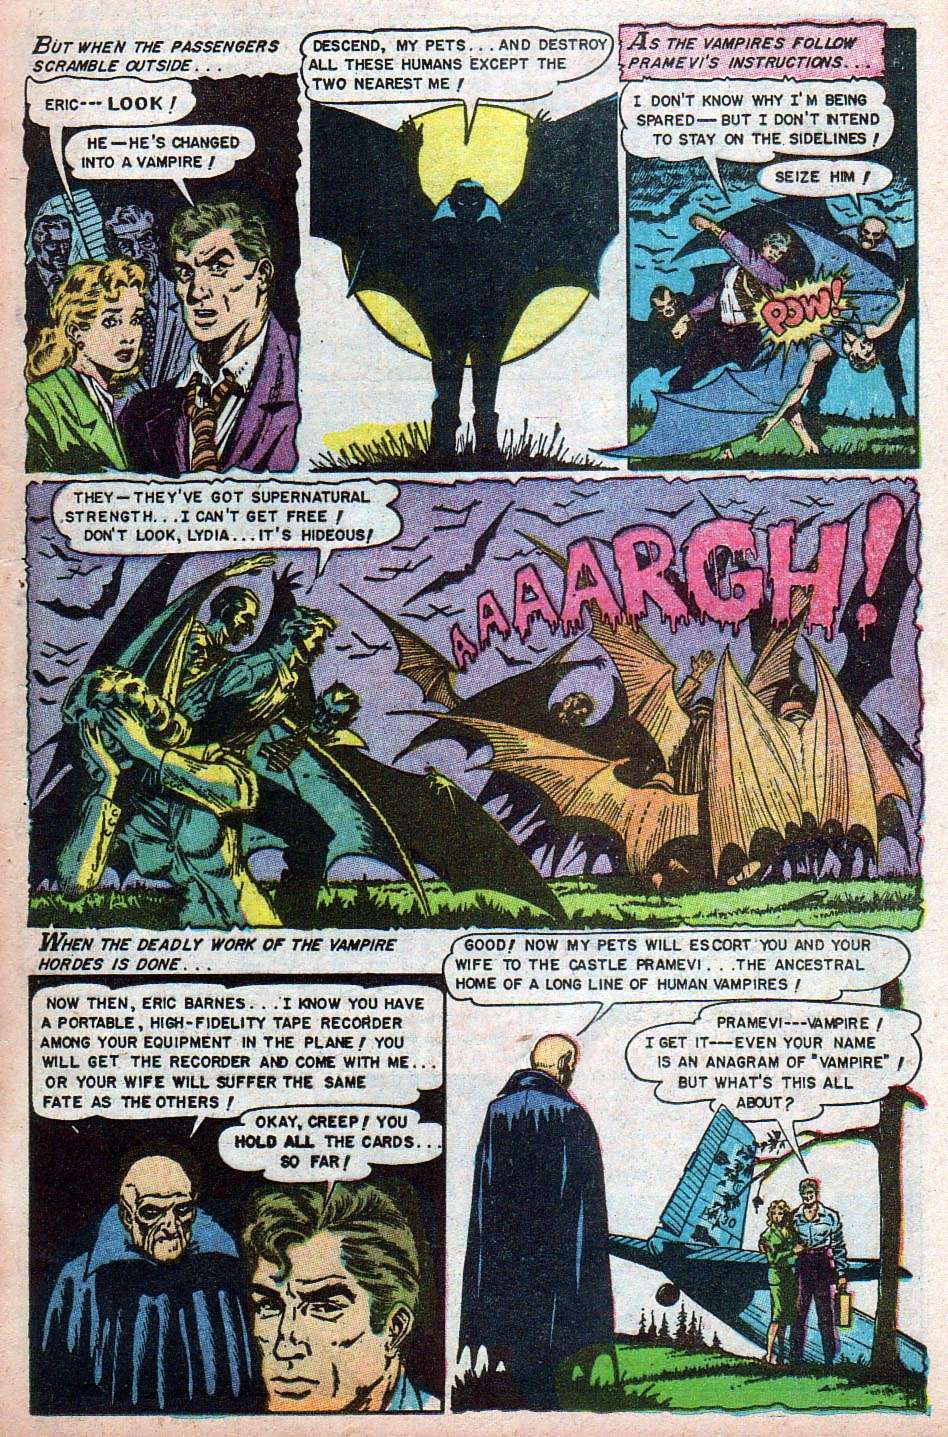 BUT WHEN THE PASSENGERS
SCRAMBLE OUTSIDE...
ERIC---LOOK!
HE—HE'S CHANGED
INTO A VAMPIRE!
DESCEND, MY PETS...AND DESTROY
ALL THESE HUMANS EXCEPT THE
TWO NEAREST ME!
AS THE VAMPIRES FOLLOW
PRAMEVI'S INSTRUCTIONS...
I DON'T KNOW WHY I'M BEING
SPARED—BUT I DON'T INTEND
TO STAY ON THE SIDELINES!
SEIZE HIM!
POW!
THEY—THEY'VE GOT SUPERNATURAL
STRENGTH...I CAN'T GET FREE!
DON'T LOOK, LYDIA...IT'S HIDEOUS!
AAAAARGH!
WHEN THE DEADLY WORK OF THE VAMPIRE
HORDES IS DONE...
NOW THEN, ERIC BARNES...I KNOW YOU HAVE
A PORTABLE, HIGH-FIDELITY TAPE RECORDER
AMONG YOUR EQUIPMENT IN THE PLANE! YOU
WILL GET THE RECORDER AND COME WITH ME...
OR YOUR WIFE WILL SUFFER THE SAME
FATE AS THE OTHERS!
OKAY, CREEP! YOU
HOLD ALL THE CARDS...
SO FAR!
GOOD! NOW MY PETS WILL ESCORT YOU AND YOUR
WIFE TO THE CASTLE PRAMEVI...THE ANCESTRAL
HOME OF A LONG LINE OF HUMAN VAMPIRES!
PRAMEVI---VAMPIRE!
I GET IT—EVEN YOUR NAME
IS AN ANAGRAM OF "VAMPIRE"!
BUT WHAT'S THIS ALL
ABOUT?